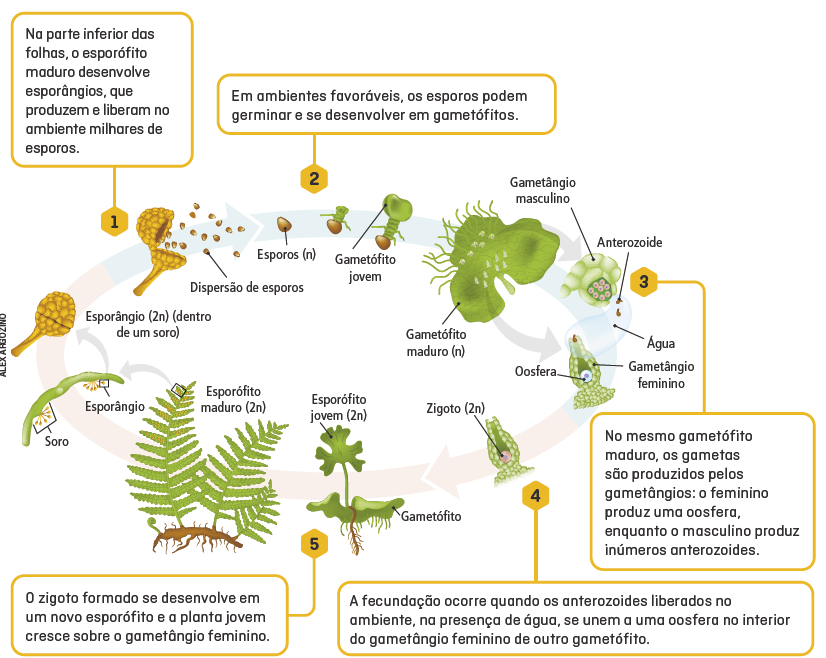 Na parte inferior das
folhas, o esporófito
maduro desenvolve
esporângios, que
produzem e liberam no
ambiente milhares de
esporos.
Em ambientes favoráveis, os esporos podem
germinar e se desenvolver em gametófitos.
1
2
Esporos (n)
Dispersão de esporos
Gametófito
jovem
Gametófito
maduro (n)
Gametângio
masculino
Anterozoide
3
Água
Gametângio
feminino
Oosfera
No mesmo gametófito
maduro, os gametas
são produzidos pelos
gametângios: o feminino
produz uma oosfera,
enquanto o masculino produz
inúmeros anterozoides.
Zigoto (2n)
4
A fecundação ocorre quando os anterozoides liberados no
ambiente, na presença de água, se unem a uma oosfera no interior
do gametângio feminino de outro gametófito.
Esporófito
jovem (2n)
Gametófito
5
O zigoto formado se desenvolve em
um novo esporófito e a planta jovem
cresce sobre o gametângio feminino.
Esporófito
maduro (2n)
Esporângio
Soro
Esporângio (2n) (dentro
de um soro)
ALEX ARGOZINO